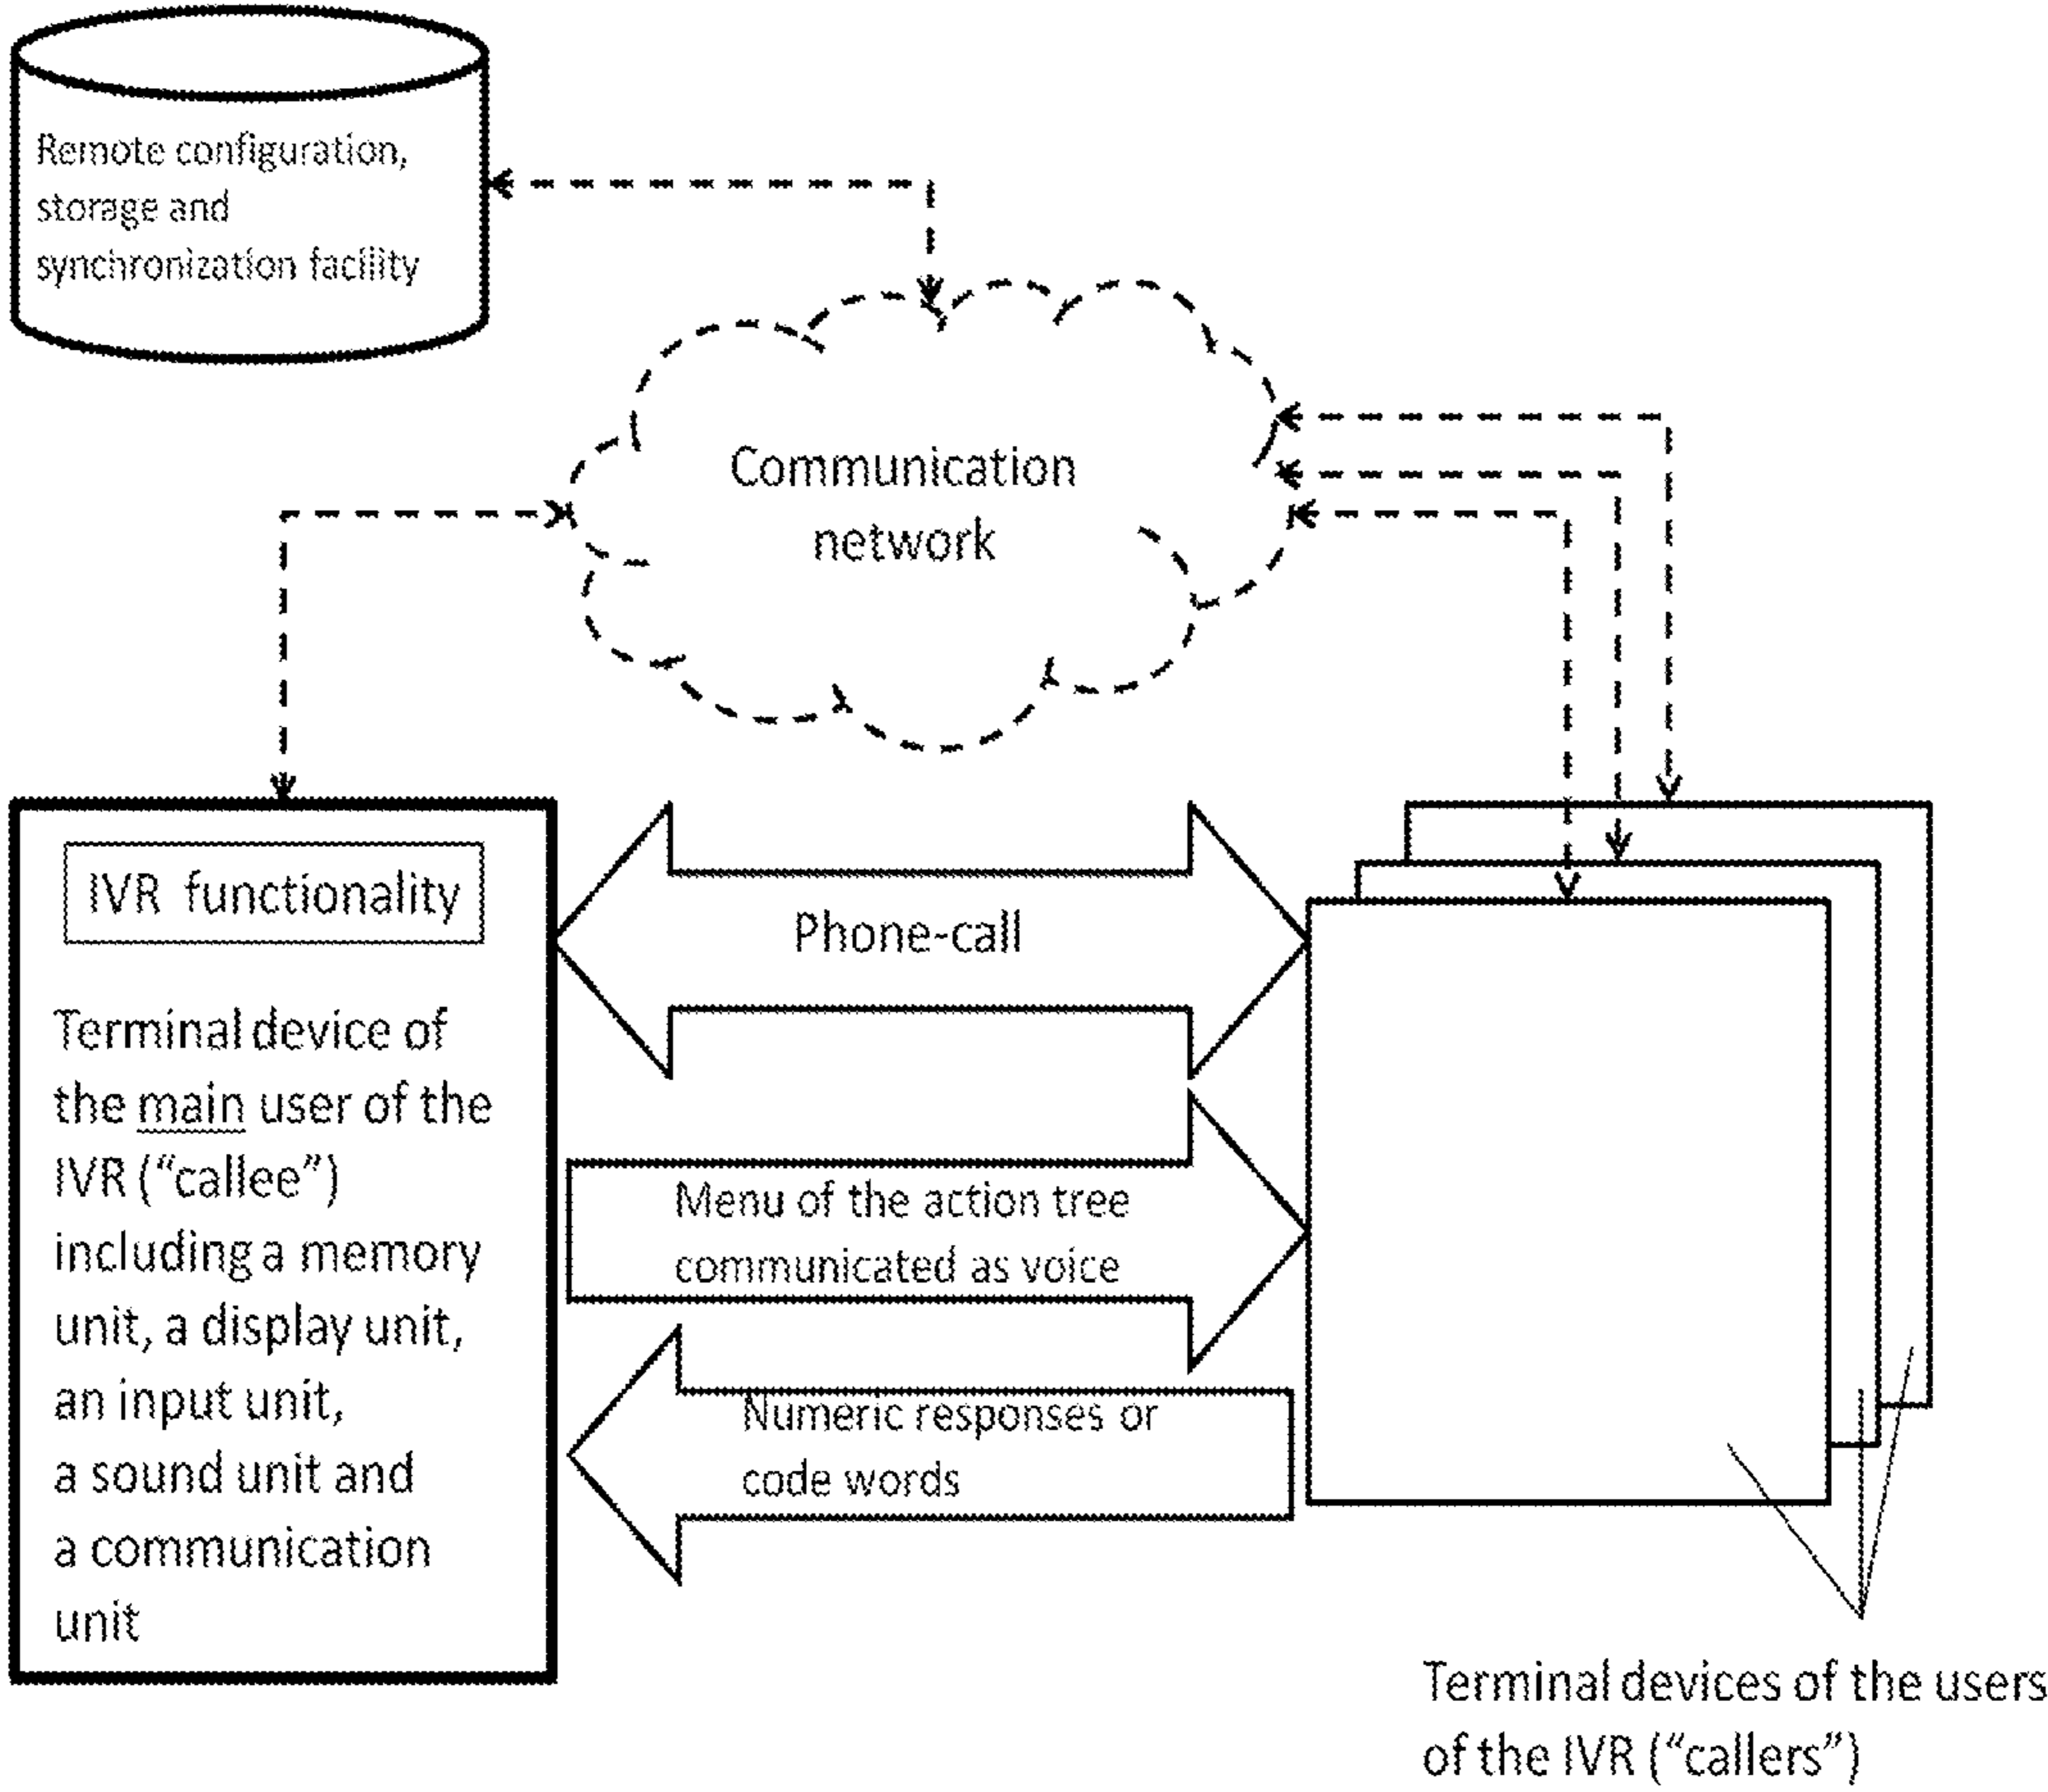 Remote configuration,
storage and
synchronization facility
Communication
network
IVR functionality
Terminal device of
the main user of the
IVR (“callee”)
including a memory
unit, a display unit,
an input unit,
a sound unit and
a communication
unit
Phone-call
Menu of the action tree
communicated as voice
Numeric responses or
code words
Terminal devices of the users
of the IVR (“callers”)